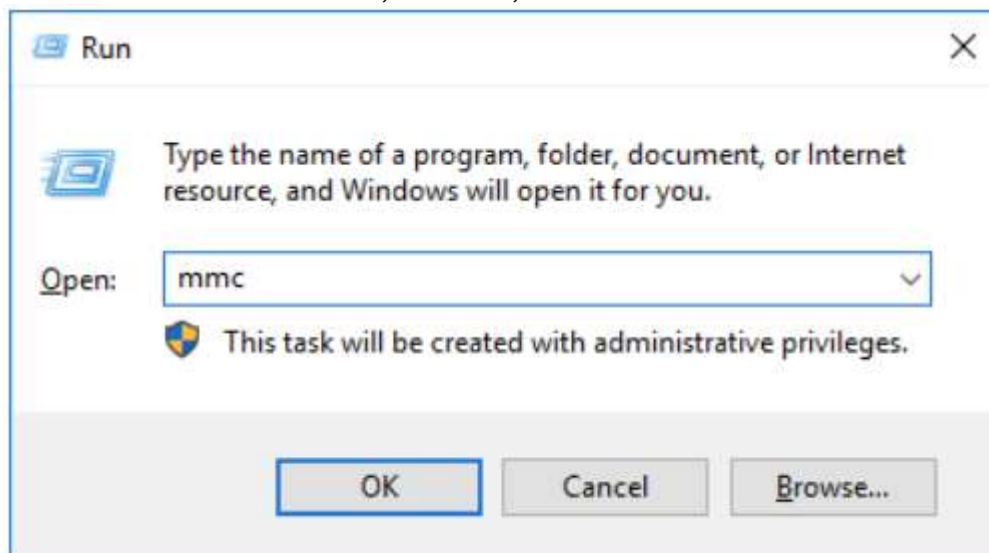 Run
Type the name of a program, folder, document, or Internet
resource, and Windows will open it for you.
Open: mmc
This task will be created with administrative privileges.
OK Cancel Browse...